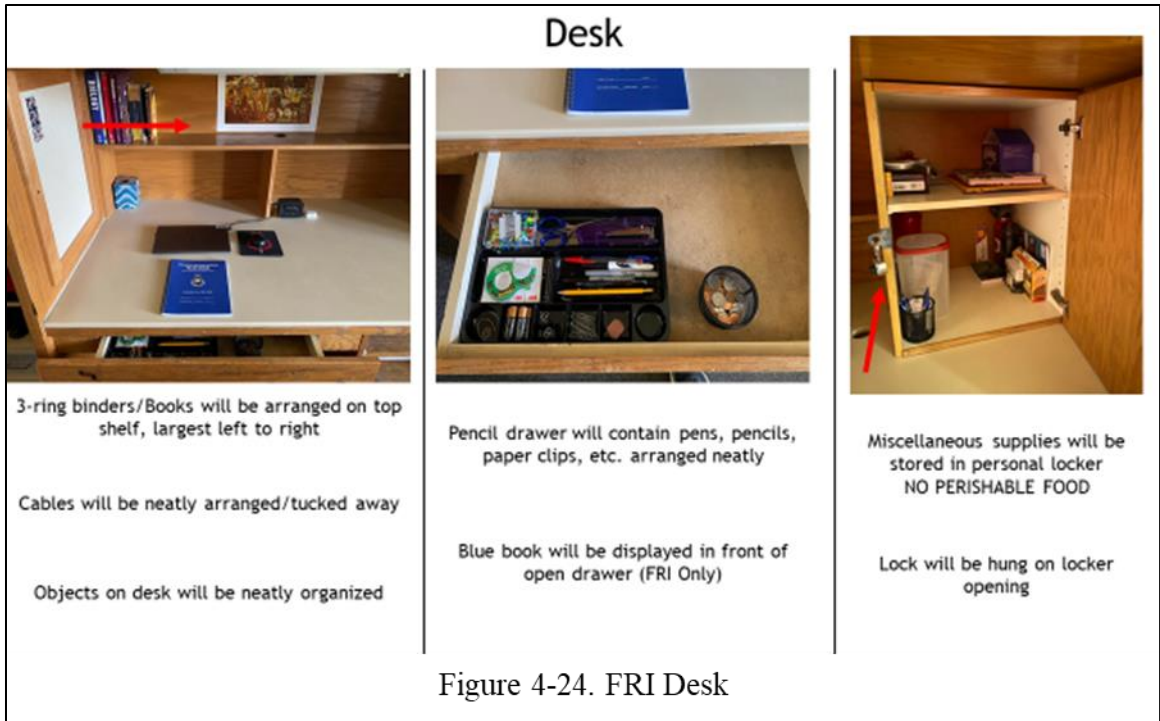 Desk
3-ring binders/Books will be arranged on top
shelf, largest left to right
Cables will be neatly arranged/tucked away
Objects on desk will be neatly organized
Pencil drawer will contain pens, pencils,
paper clips, etc. arranged neatly
Blue book will be displayed in front of
open drawer (FRI Only)
Miscellaneous supplies will be
stored in personal locker
NO PERISHABLE FOOD
Lock will be hung on locker
opening
Figure 4-24. FRI Desk